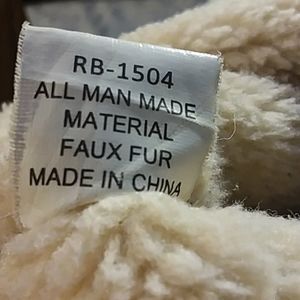 RB-1504
ALL MAN MADE
MATERIAL
FAUX FUR
MADE IN CHINA